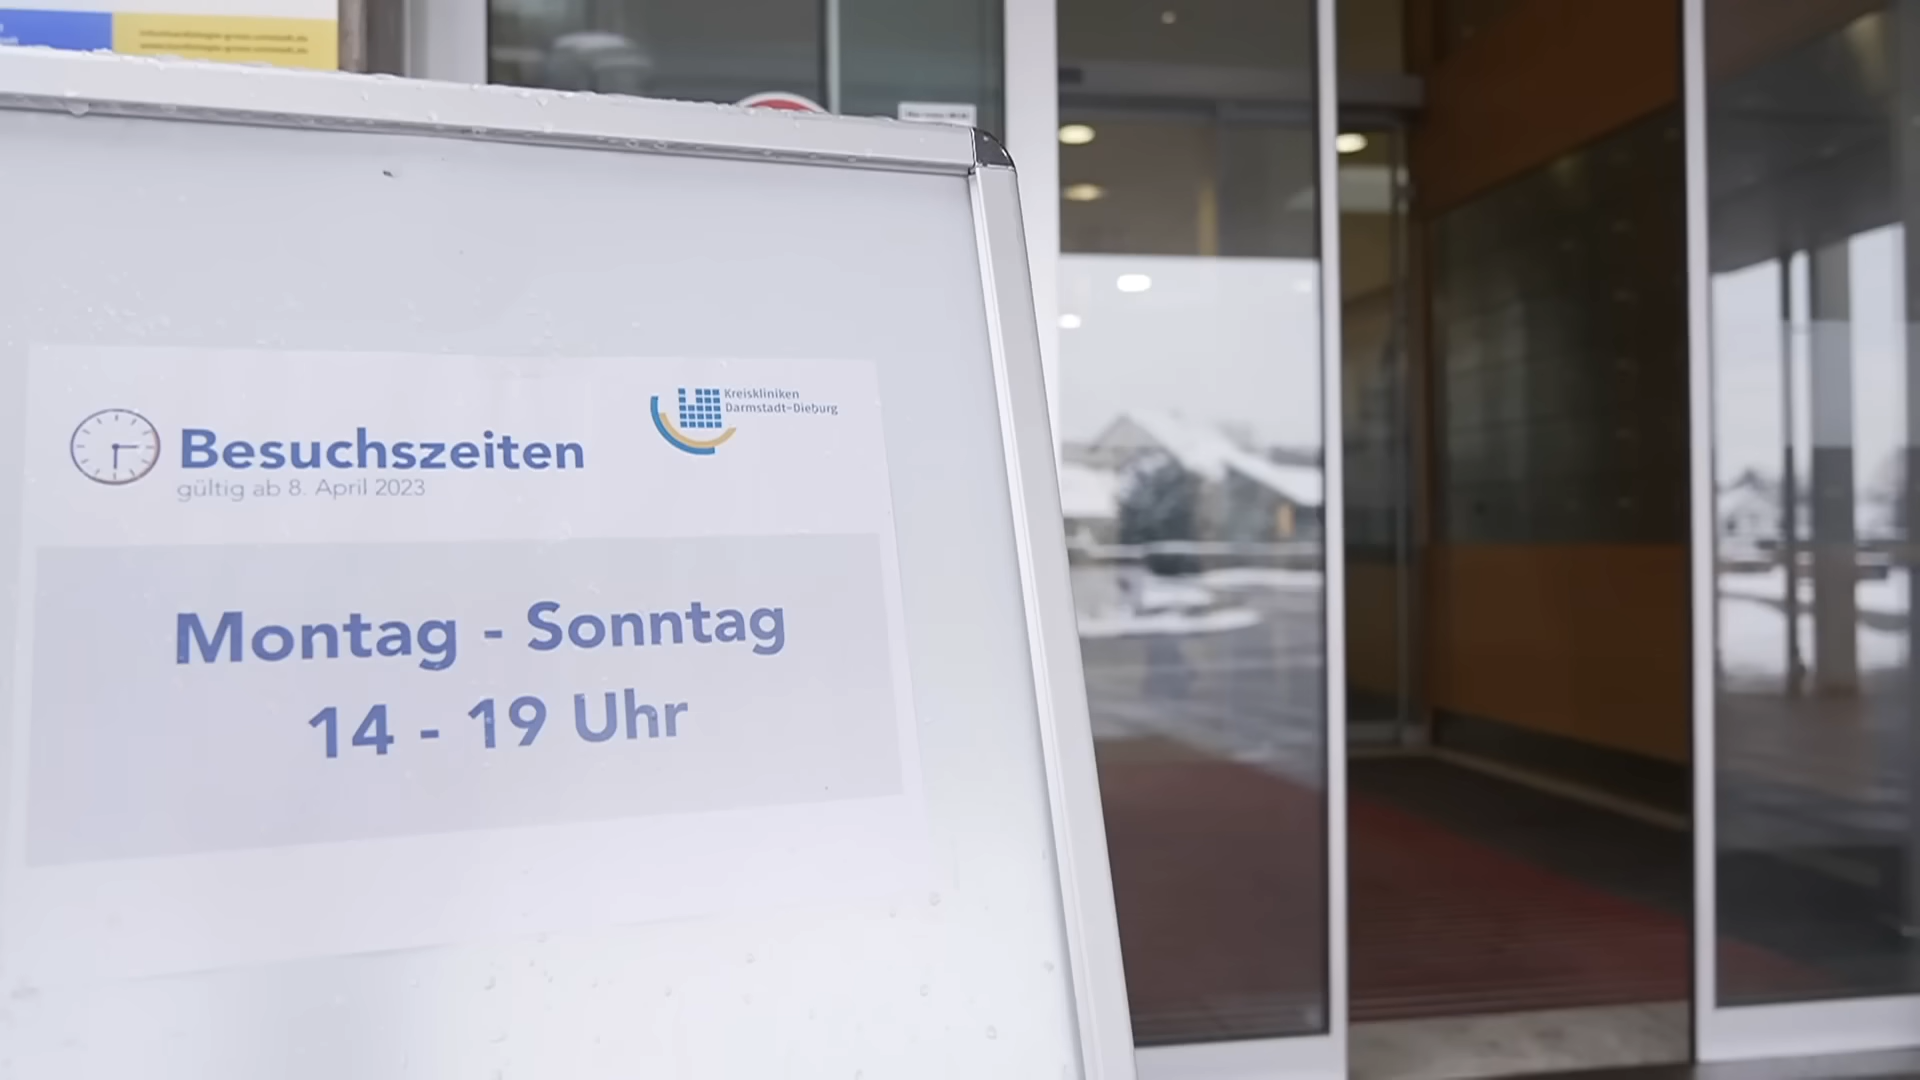 Kreiskliniken
Darmstadt-Dieburg
Besuchszeiten
gültig ab 8. April 2023
Montag - Sonntag
14 - 19 Uhr